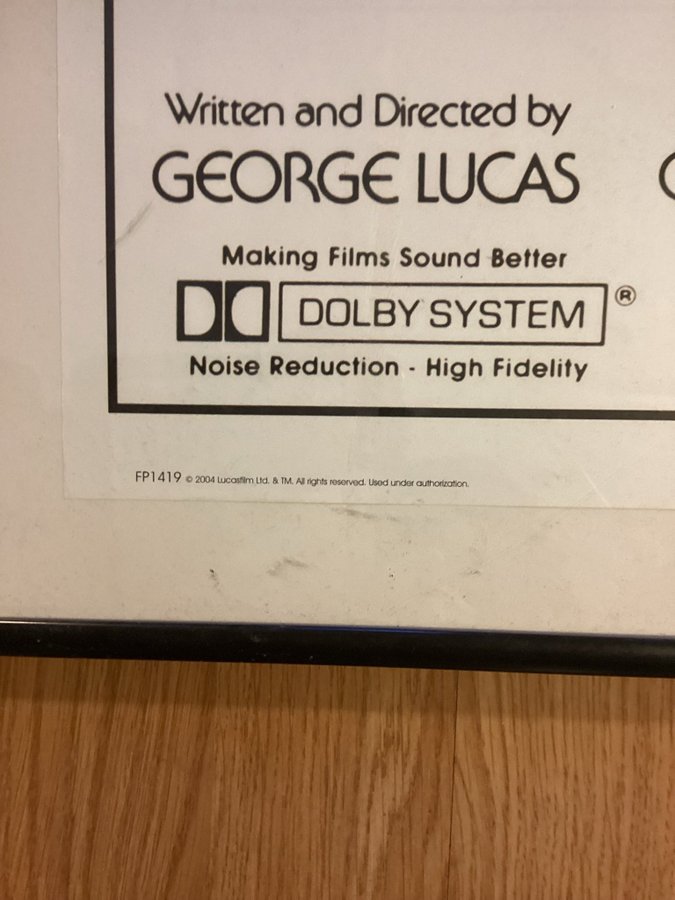 Written and Directed by
GEORGE LUCAS
Making Films Sound Better
DOLBY SYSTEM ®
Noise Reduction - High Fidelity
FP1419 © 2004 Lucasfilm Ltd. & TM. All rights reserved. Used under authorization.